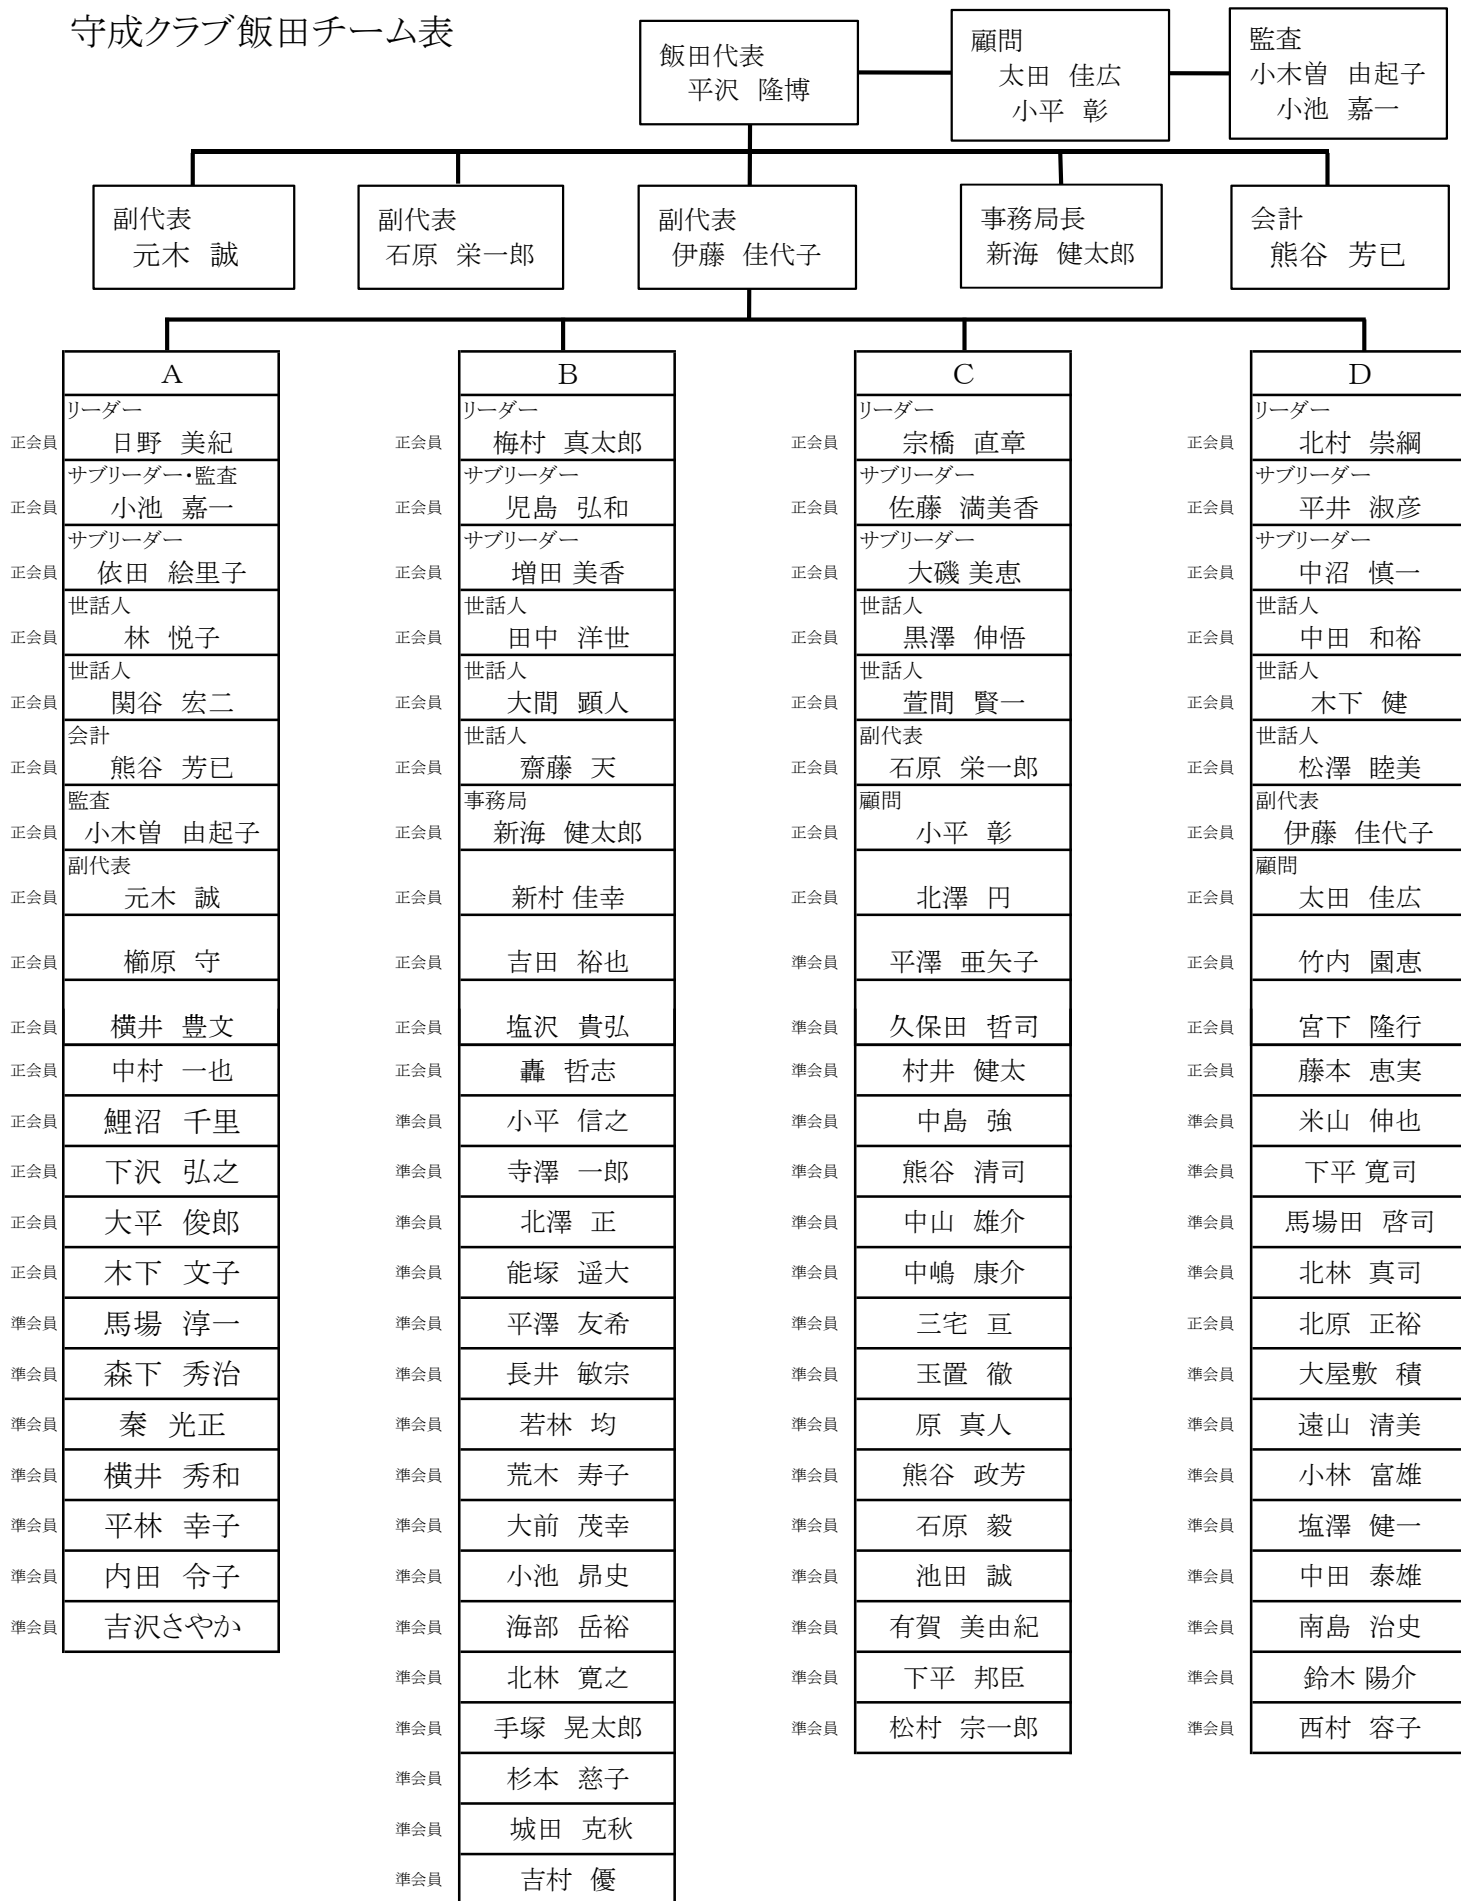 守成クラブ飯田チーム表
飯田代表
平沢 隆博
顧問
太田 佳広
小平 彰
監査
小木曽 由起子
小池 嘉一
副代表
元木 誠
副代表
石原 栄一郎
副代表
伊藤 佳代子
事務局長
新海 健太郎
会計
熊谷 芳巳
A
リーダー
正会員 日野 美紀
サブリーダー・監査
正会員 小池 嘉一
サブリーダー
正会員 依田 絵里子
世話人
正会員 林 悦子
世話人
正会員 関谷 宏二
会計
正会員 熊谷 芳巳
監査
正会員 小木曽 由起子
副代表
正会員 元木 誠
正会員 櫛原 守
正会員 横井 豊文
正会員 中村 一也
正会員 鯉沼 千里
正会員 下沢 弘之
正会員 大平 俊郎
正会員 木下 文子
準会員 馬場 淳一
準会員 森下 秀治
準会員 秦 光正
準会員 横井 秀和
準会員 平林 幸子
準会員 内田 令子
準会員 吉沢さやか
B
リーダー
正会員 梅村 真太郎
サブリーダー
正会員 児島 弘和
サブリーダー
正会員 増田 美香
世話人
正会員 田中 洋世
世話人
正会員 大間 顕人
世話人
正会員 齋藤 天
事務局
正会員 新海 健太郎
正会員 新村 佳幸
正会員 吉田 裕也
正会員 塩沢 貴弘
正会員 轟 哲志
準会員 小平 信之
準会員 寺澤 一郎
準会員 北澤 正
準会員 能塚 遥大
準会員 平澤 友希
準会員 長井 敏宗
準会員 若林 均
準会員 荒木 寿子
準会員 大前 茂幸
準会員 小池 昴史
準会員 海部 岳裕
準会員 北林 寛之
準会員 手塚 晃太郎
準会員 杉本 慈子
準会員 城田 克秋
準会員 吉村 優
C
リーダー
正会員 宗橋 直章
サブリーダー
正会員 佐藤 満美香
サブリーダー
正会員 大磯 美恵
世話人
正会員 黒澤 伸悟
世話人
正会員 萱間 賢一
副代表
正会員 石原 栄一郎
顧問
正会員 小平 彰
正会員 北澤 円
準会員 平澤 亜矢子
準会員 久保田 哲司
準会員 村井 健太
準会員 中島 強
準会員 熊谷 清司
準会員 中山 雄介
準会員 中嶋 康介
準会員 三宅 亘
準会員 玉置 徹
準会員 原 真人
準会員 熊谷 政芳
準会員 石原 毅
準会員 池田 誠
準会員 有賀 美由紀
準会員 下平 邦臣
準会員 松村 宗一郎
D
リーダー
正会員 北村 崇綱
サブリーダー
正会員 平井 淑彦
サブリーダー
正会員 中沼 慎一
世話人
正会員 中田 和裕
世話人
正会員 木下 健
世話人
正会員 松澤 睦美
副代表
正会員 伊藤 佳代子
顧問
正会員 太田 佳広
正会員 竹内 園恵
正会員 宮下 隆行
正会員 藤本 恵実
準会員 米山 伸也
準会員 下平 寛司
準会員 馬場田 啓司
準会員 北林 真司
正会員 北原 正裕
準会員 大屋敷 積
準会員 遠山 清美
準会員 小林 富雄
準会員 塩澤 健一
準会員 中田 泰雄
準会員 南島 治史
準会員 鈴木 陽介
準会員 西村 容子